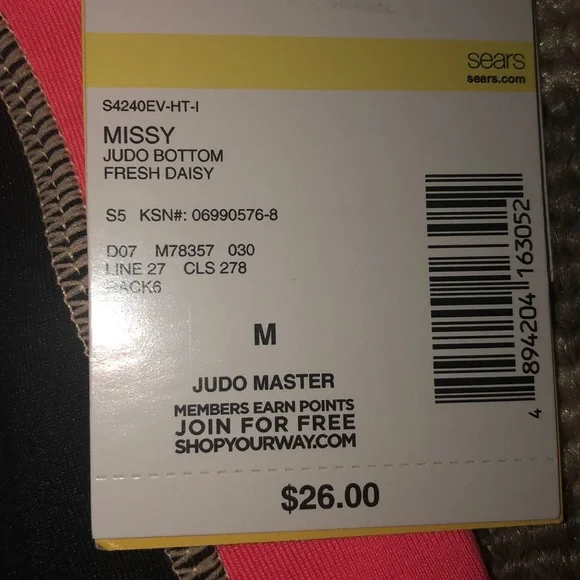 sears
sears.com
S4240EV-HT-I
MISSY
JUDO BOTTOM
FRESH DAISY
S5 KSN#: 06990576-8
D07 M78357 030
LINE 27 CLS 278
PACK6
M
JUDO MASTER
MEMBERS EARN POINTS
JOIN FOR FREE
SHOPYOURWAY.COM
$26.00
4 894204 163052